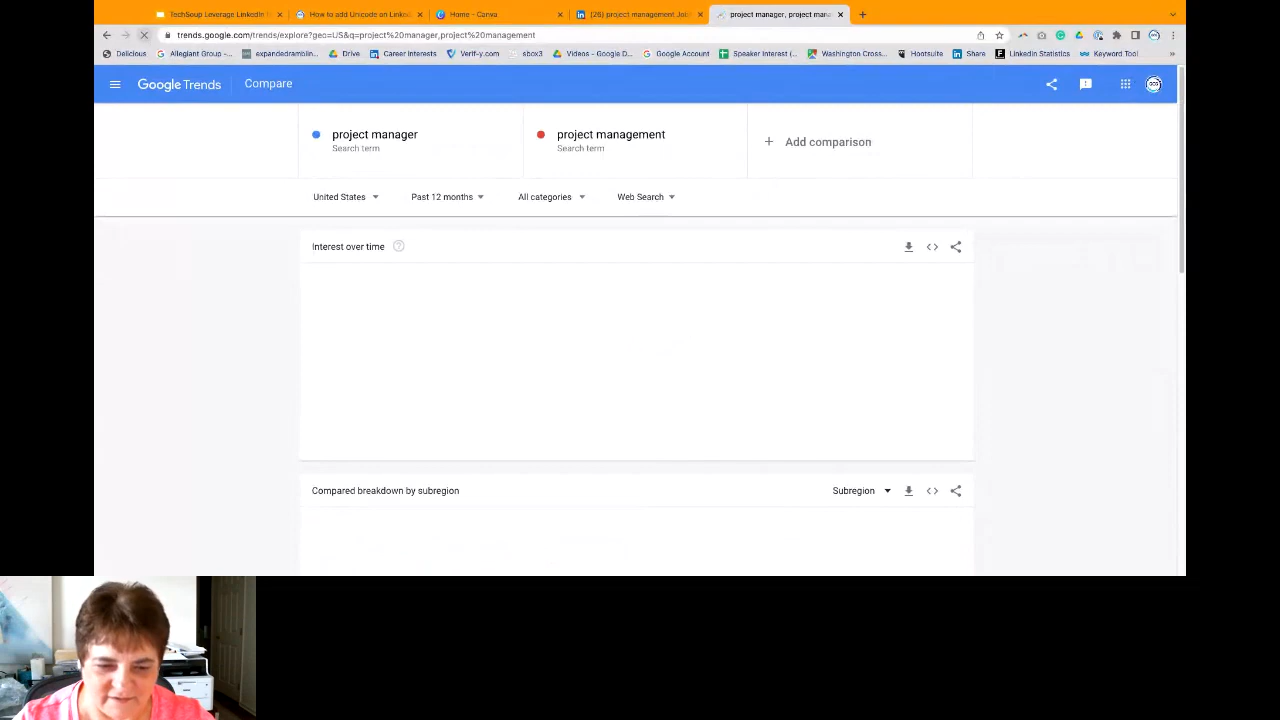 TechSoup Leverage LinkedIn
How to add Unicode on Linked
Home - Canva
(26) project management Job
project manager, project mana
trends.google.com/trends/explore?geo=US&q=project%20manager,project%20management
Delicious
Allegiant Group -...
expandedramblin...
Drive
Career Interests
Verif-y.com
sbox3
Videos - Google D...
Google Account
Speaker Interest (...
Washington Cross...
Hootsuite
Share
LinkedIn Statistics
Keyword Tool
»
Google Trends
Compare
project manager
Search term
project management
Search term
+ Add comparison
United States
Past 12 months
All categories
Web Search
Interest over time
Compared breakdown by subregion
Subregion